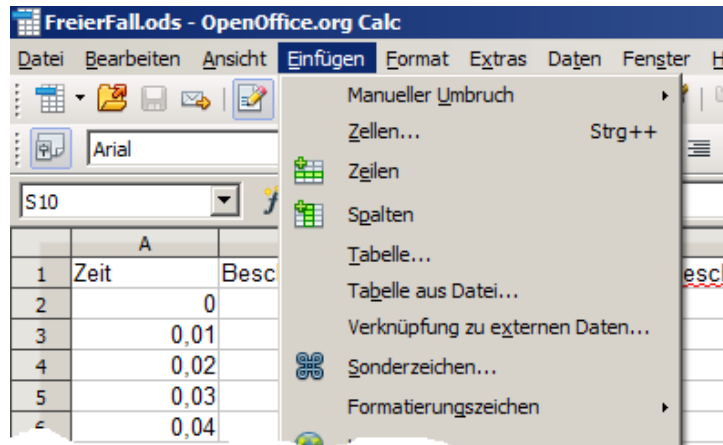 FreierFall.ods - OpenOffice.org Calc
Datei Bearbeiten Ansicht Einfügen Format Extras Daten Fenster H
Manueller Umbruch
Zellen... Strg++
Arial
Zeilen
S10
Spalten
A
Tabelle...
1 Zeit Besc esc
Tabelle aus Datei...
2 0
Verknüpfung zu externen Daten...
3 0,01
4 0,02
Sonderzeichen...
5 0,03
Formatierungszeichen
6 0,04